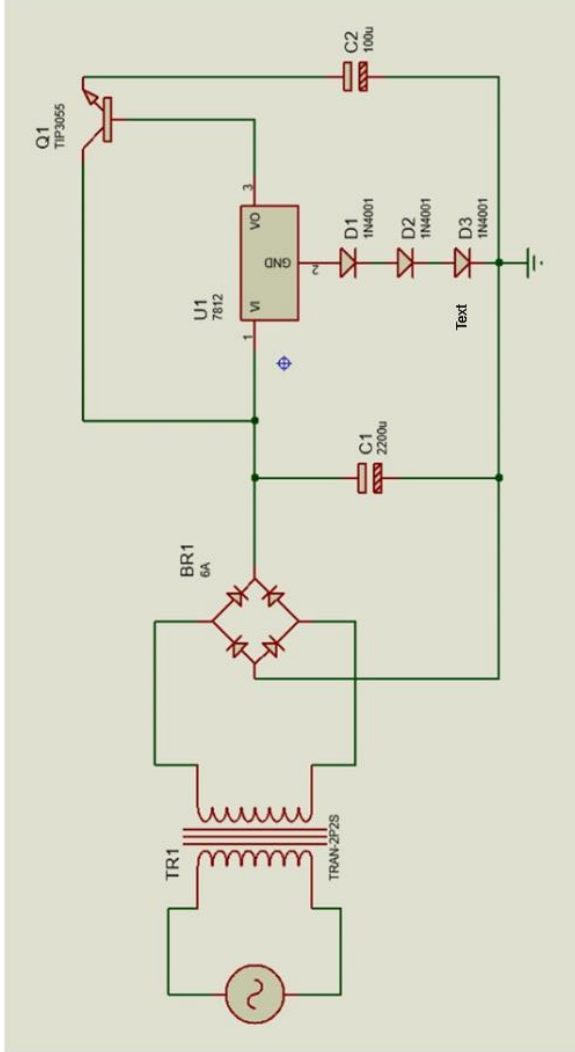 TR1
TRAN-2P2S
BR1
6A
C1
2200u
U1
7812
1
VI
VO
3
GND
2
D1
1N4001
D2
1N4001
D3
1N4001
Text
Q1
TIP3055
C2
100u